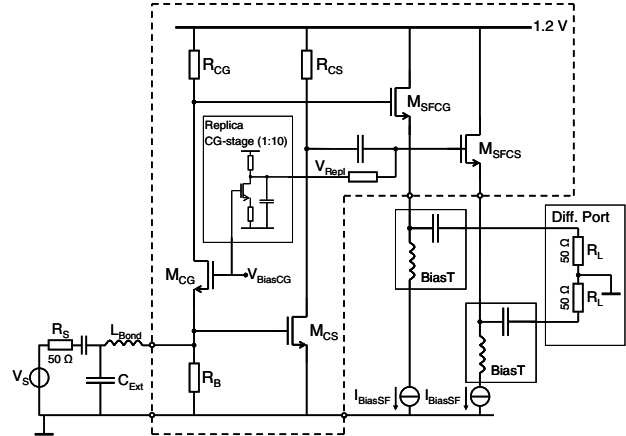 1.2 V
R_CG
R_CS
M_SFCG
Replica
CG-stage (1:10)
M_SFCS
V_Repl
Diff. Port
50 Ω
R_L
BiasT
M_CG
V_BiasCG
50 Ω
R_L
R_S
L_Bond
M_CS
50 Ω
BiasT
V_S
C_Ext
R_B
I_BiasSF
I_BiasSF